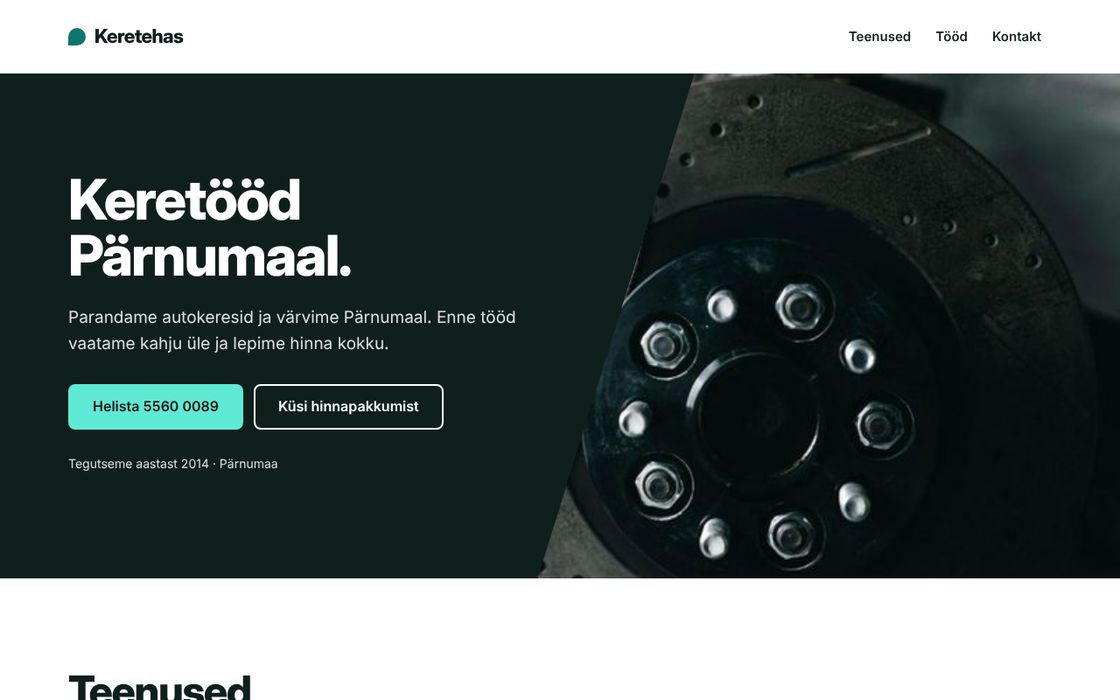 Keretehas
Teenused
Tööd
Kontakt
Keretööd
Pärnumaal.
Parandame autokeresid ja värvime Pärnumaal. Enne tööd
vaatame kahju üle ja lepime hinna kokku.
Helista 5560 0089
Küsi hinnapakkumist
Tegutseme aastast 2014 · Pärnumaa
Teenused